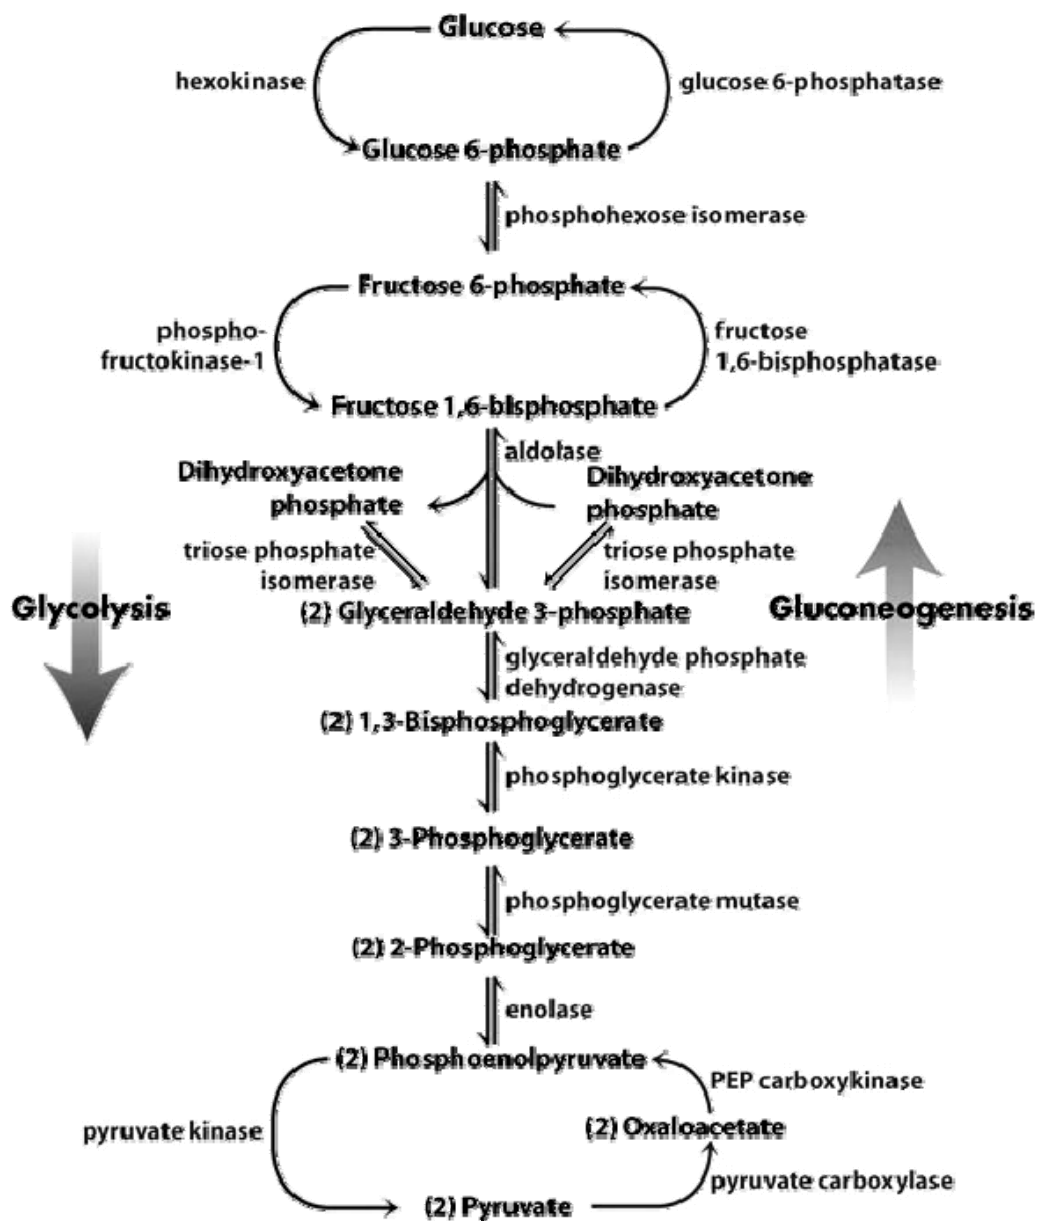 Glucose
hexokinase
glucose 6-phosphatase
Glucose 6-phosphate
phosphohexose isomerase
Fructose 6-phosphate
phospho-
fructokinase-1
fructose
1,6-bisphosphatase
Fructose 1,6-bisphosphate
aldolase
Dihydroxyacetone
phosphate
Dihydroxyacetone
phosphate
triose phosphate
isomerase
triose phosphate
isomerase
Glycolysis
(2) Glyceraldehyde 3-phosphate
Gluconeogenesis
glyceraldehyde phosphate
dehydrogenase
(2) 1,3-Bisphosphoglycerate
phosphoglycerate kinase
(2) 3-Phosphoglycerate
phosphoglycerate mutase
(2) 2-Phosphoglycerate
enolase
(2) Phosphoenolpyruvate
PEP carboxykinase
pyruvate kinase
(2) Oxaloacetate
pyruvate carboxylase
(2) Pyruvate